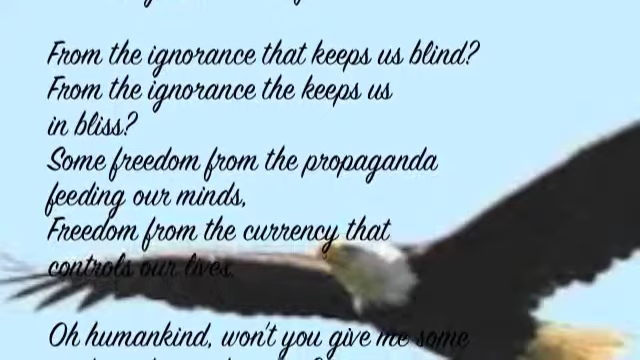 From the ignorance that keeps us blind?
From the ignorance the keeps us
in bliss?
Some freedom from the propaganda
feeding our minds,
Freedom from the currency that
controls our lives.
Oh humankind, won't you give me some